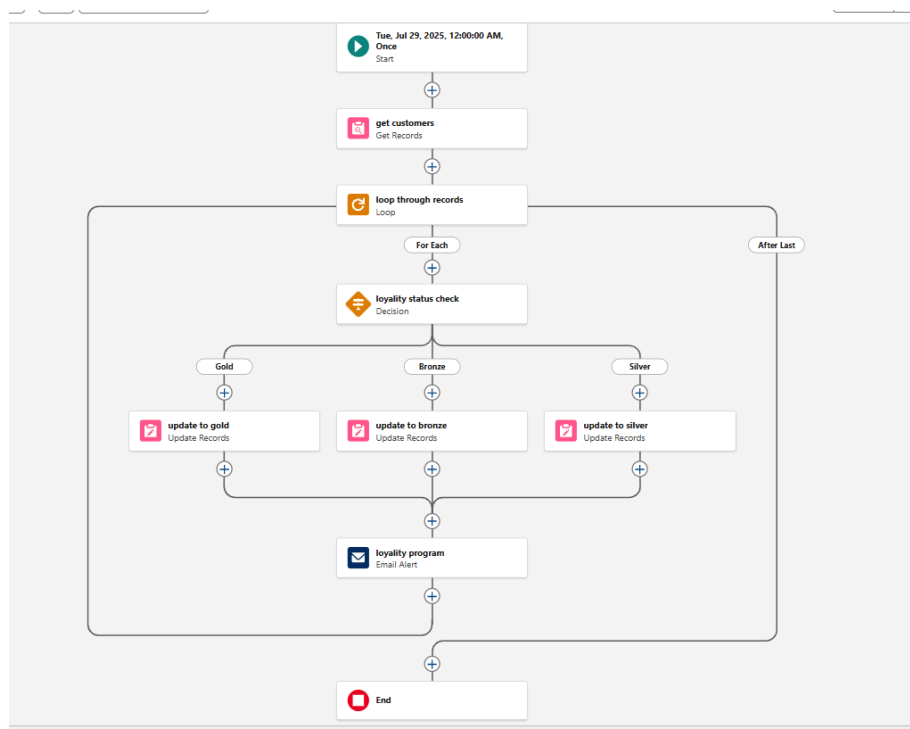 Tue, Jul 29, 2025, 12:00:00 AM,
Once
Start
get customers
Get Records
loop through records
Loop
For Each
After Last
loyality status check
Decision
Gold
Bronze
Silver
update to gold
Update Records
update to bronze
Update Records
update to silver
Update Records
loyality program
Email Alert
End